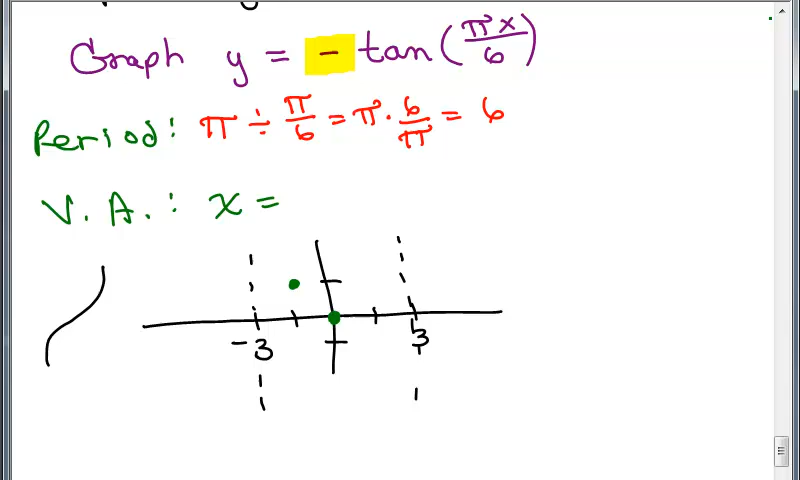 Graph y = - tan(πx/6)
Period: π ÷ π/6 = π · 6/π = 6
V.A.: x =
-3 3